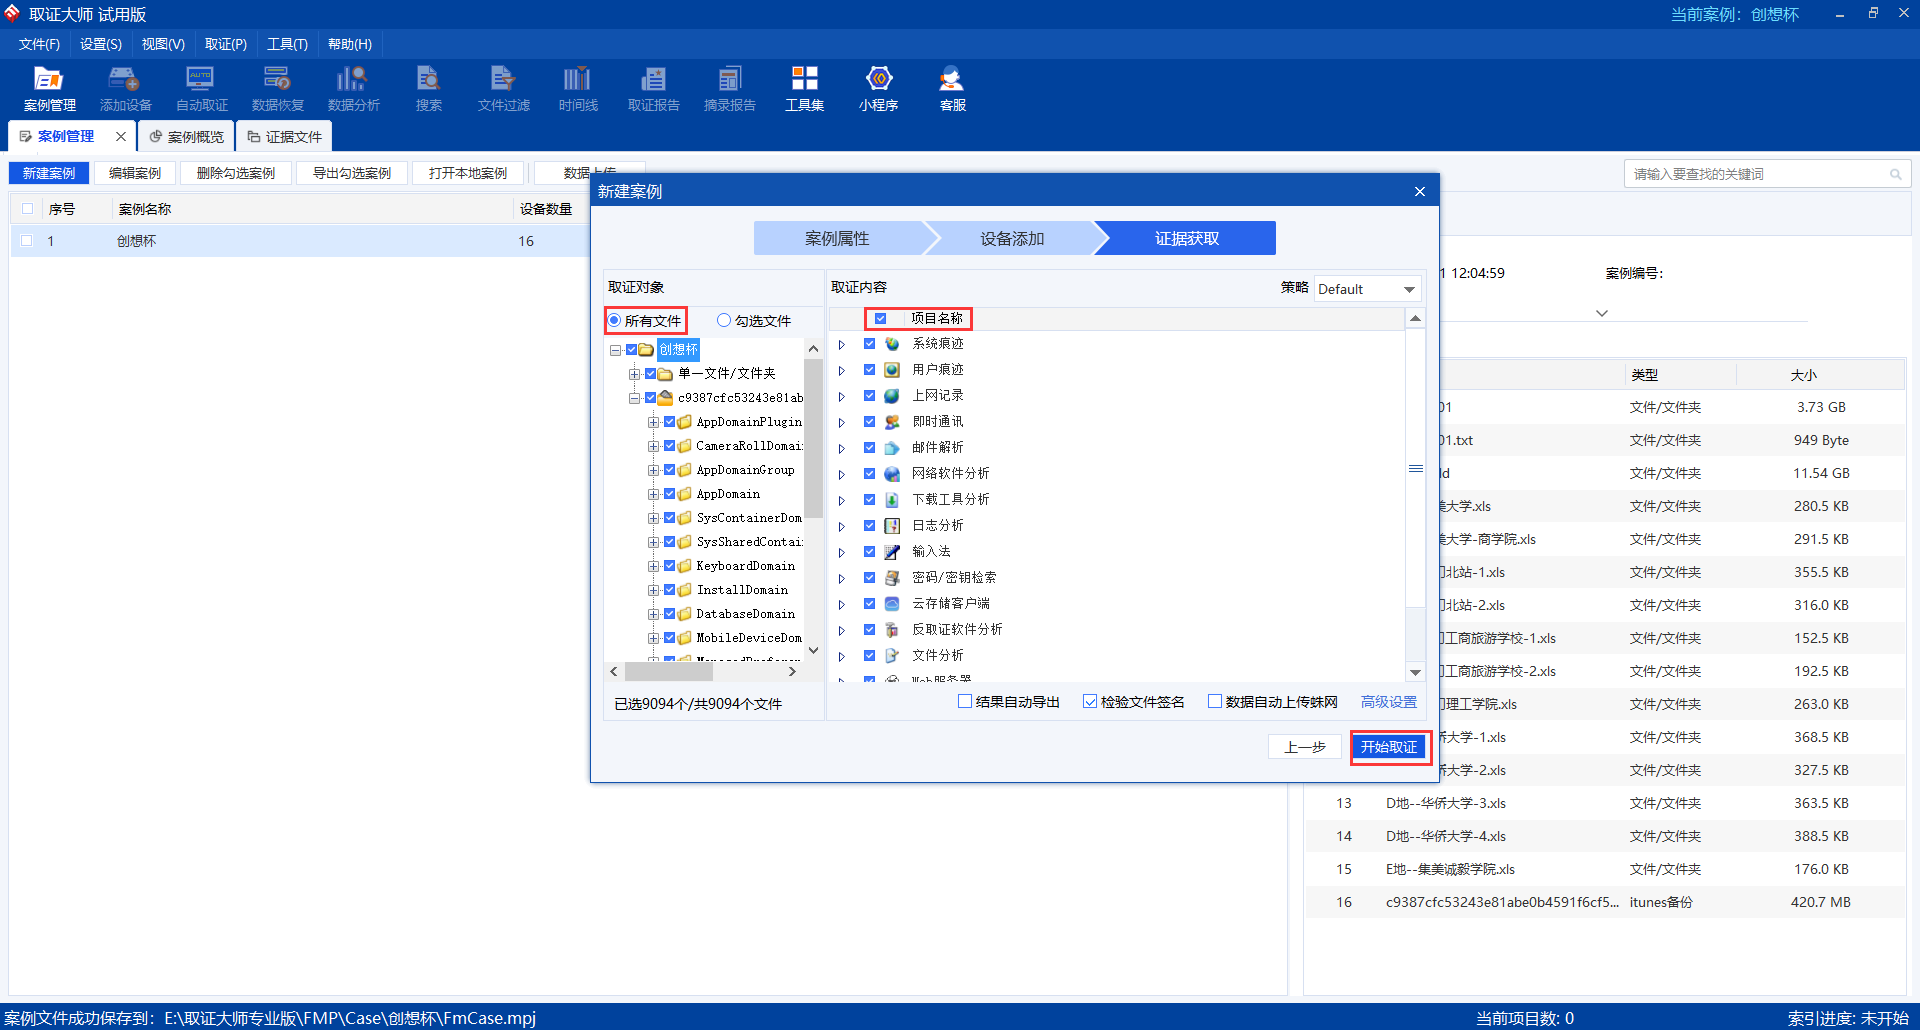 取证大师 试用版
当前案例：创想杯
文件(F) 设置(S) 视图(V) 取证(P) 工具(T) 帮助(H)
案例管理 添加设备 自动取证 数据恢复 数据分析 搜索 文件过滤 时间线 取证报告 摘录报告 工具集 小程序 客服
案例管理 案例概览 证据文件
新建案例 编辑案例 删除勾选案例 导出勾选案例 打开本地案例 数据上传
请输入要查找的关键词
序号 案例名称 设备数量
1 创想杯 16
新建案例
案例属性 设备添加 证据获取
取证对象
所有文件 勾选文件
创想杯
单一文件/文件夹
c9387cfc53243e81ab
AppDomainPlugin
CameraRollDomai
AppDomainGroup
AppDomain
SysContainerDom
SysSharedContai
KeyboardDomain
InstallDomain
DatabaseDomain
MobileDeviceDom
已选9094个/共9094个文件
取证内容 策略 Default
项目名称
系统痕迹
用户痕迹
上网记录
即时通讯
邮件解析
网络软件分析
下载工具分析
日志分析
输入法
密码/密钥检索
云存储客户端
反取证软件分析
文件分析
Web服务器
结果自动导出 检验文件签名 数据自动上传蛛网 高级设置
上一步 开始取证
1 12:04:59 案例编号:
类型 大小
01 文件/文件夹 3.73 GB
01.txt 文件/文件夹 949 Byte
dd 文件/文件夹 11.54 GB
美大学.xls 文件/文件夹 280.5 KB
美大学-商学院.xls 文件/文件夹 291.5 KB
门北站-1.xls 文件/文件夹 355.5 KB
门北站-2.xls 文件/文件夹 316.0 KB
门工商旅游学校-1.xls 文件/文件夹 152.5 KB
门工商旅游学校-2.xls 文件/文件夹 192.5 KB
门理工学院.xls 文件/文件夹 263.0 KB
侨大学-1.xls 文件/文件夹 368.5 KB
侨大学-2.xls 文件/文件夹 327.5 KB
13 D地--华侨大学-3.xls 文件/文件夹 363.5 KB
14 D地--华侨大学-4.xls 文件/文件夹 388.5 KB
15 E地--集美诚毅学院.xls 文件/文件夹 176.0 KB
16 c9387cfc53243e81abe0b4591f6cf5... itunes备份 420.7 MB
案例文件成功保存到：E:\取证大师专业版\FMP\Case\创想杯\FmCase.mpj
当前项目数: 0
索引进度: 未开始